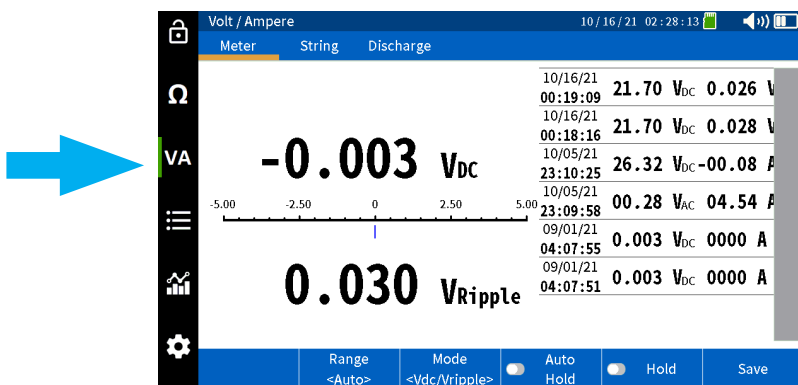 Volt / Ampere 10/16/21 02:28:13
Meter String Discharge
Ω
VA
-0.003 VDC
-5.00 -2.50 0 2.50 5.00
0.030 VRipple
10/16/21
00:19:09 21.70 VDC 0.026 V
10/16/21
00:18:16 21.70 VDC 0.028 V
10/05/21
23:10:25 26.32 VDC -00.08 A
10/05/21
23:09:58 00.28 VAC 04.54 A
09/01/21
04:07:55 0.003 VDC 0000 A
09/01/21
04:07:51 0.003 VDC 0000 A
Range
<Auto>
Mode
<Vdc/Vripple>
Auto
Hold
Hold
Save